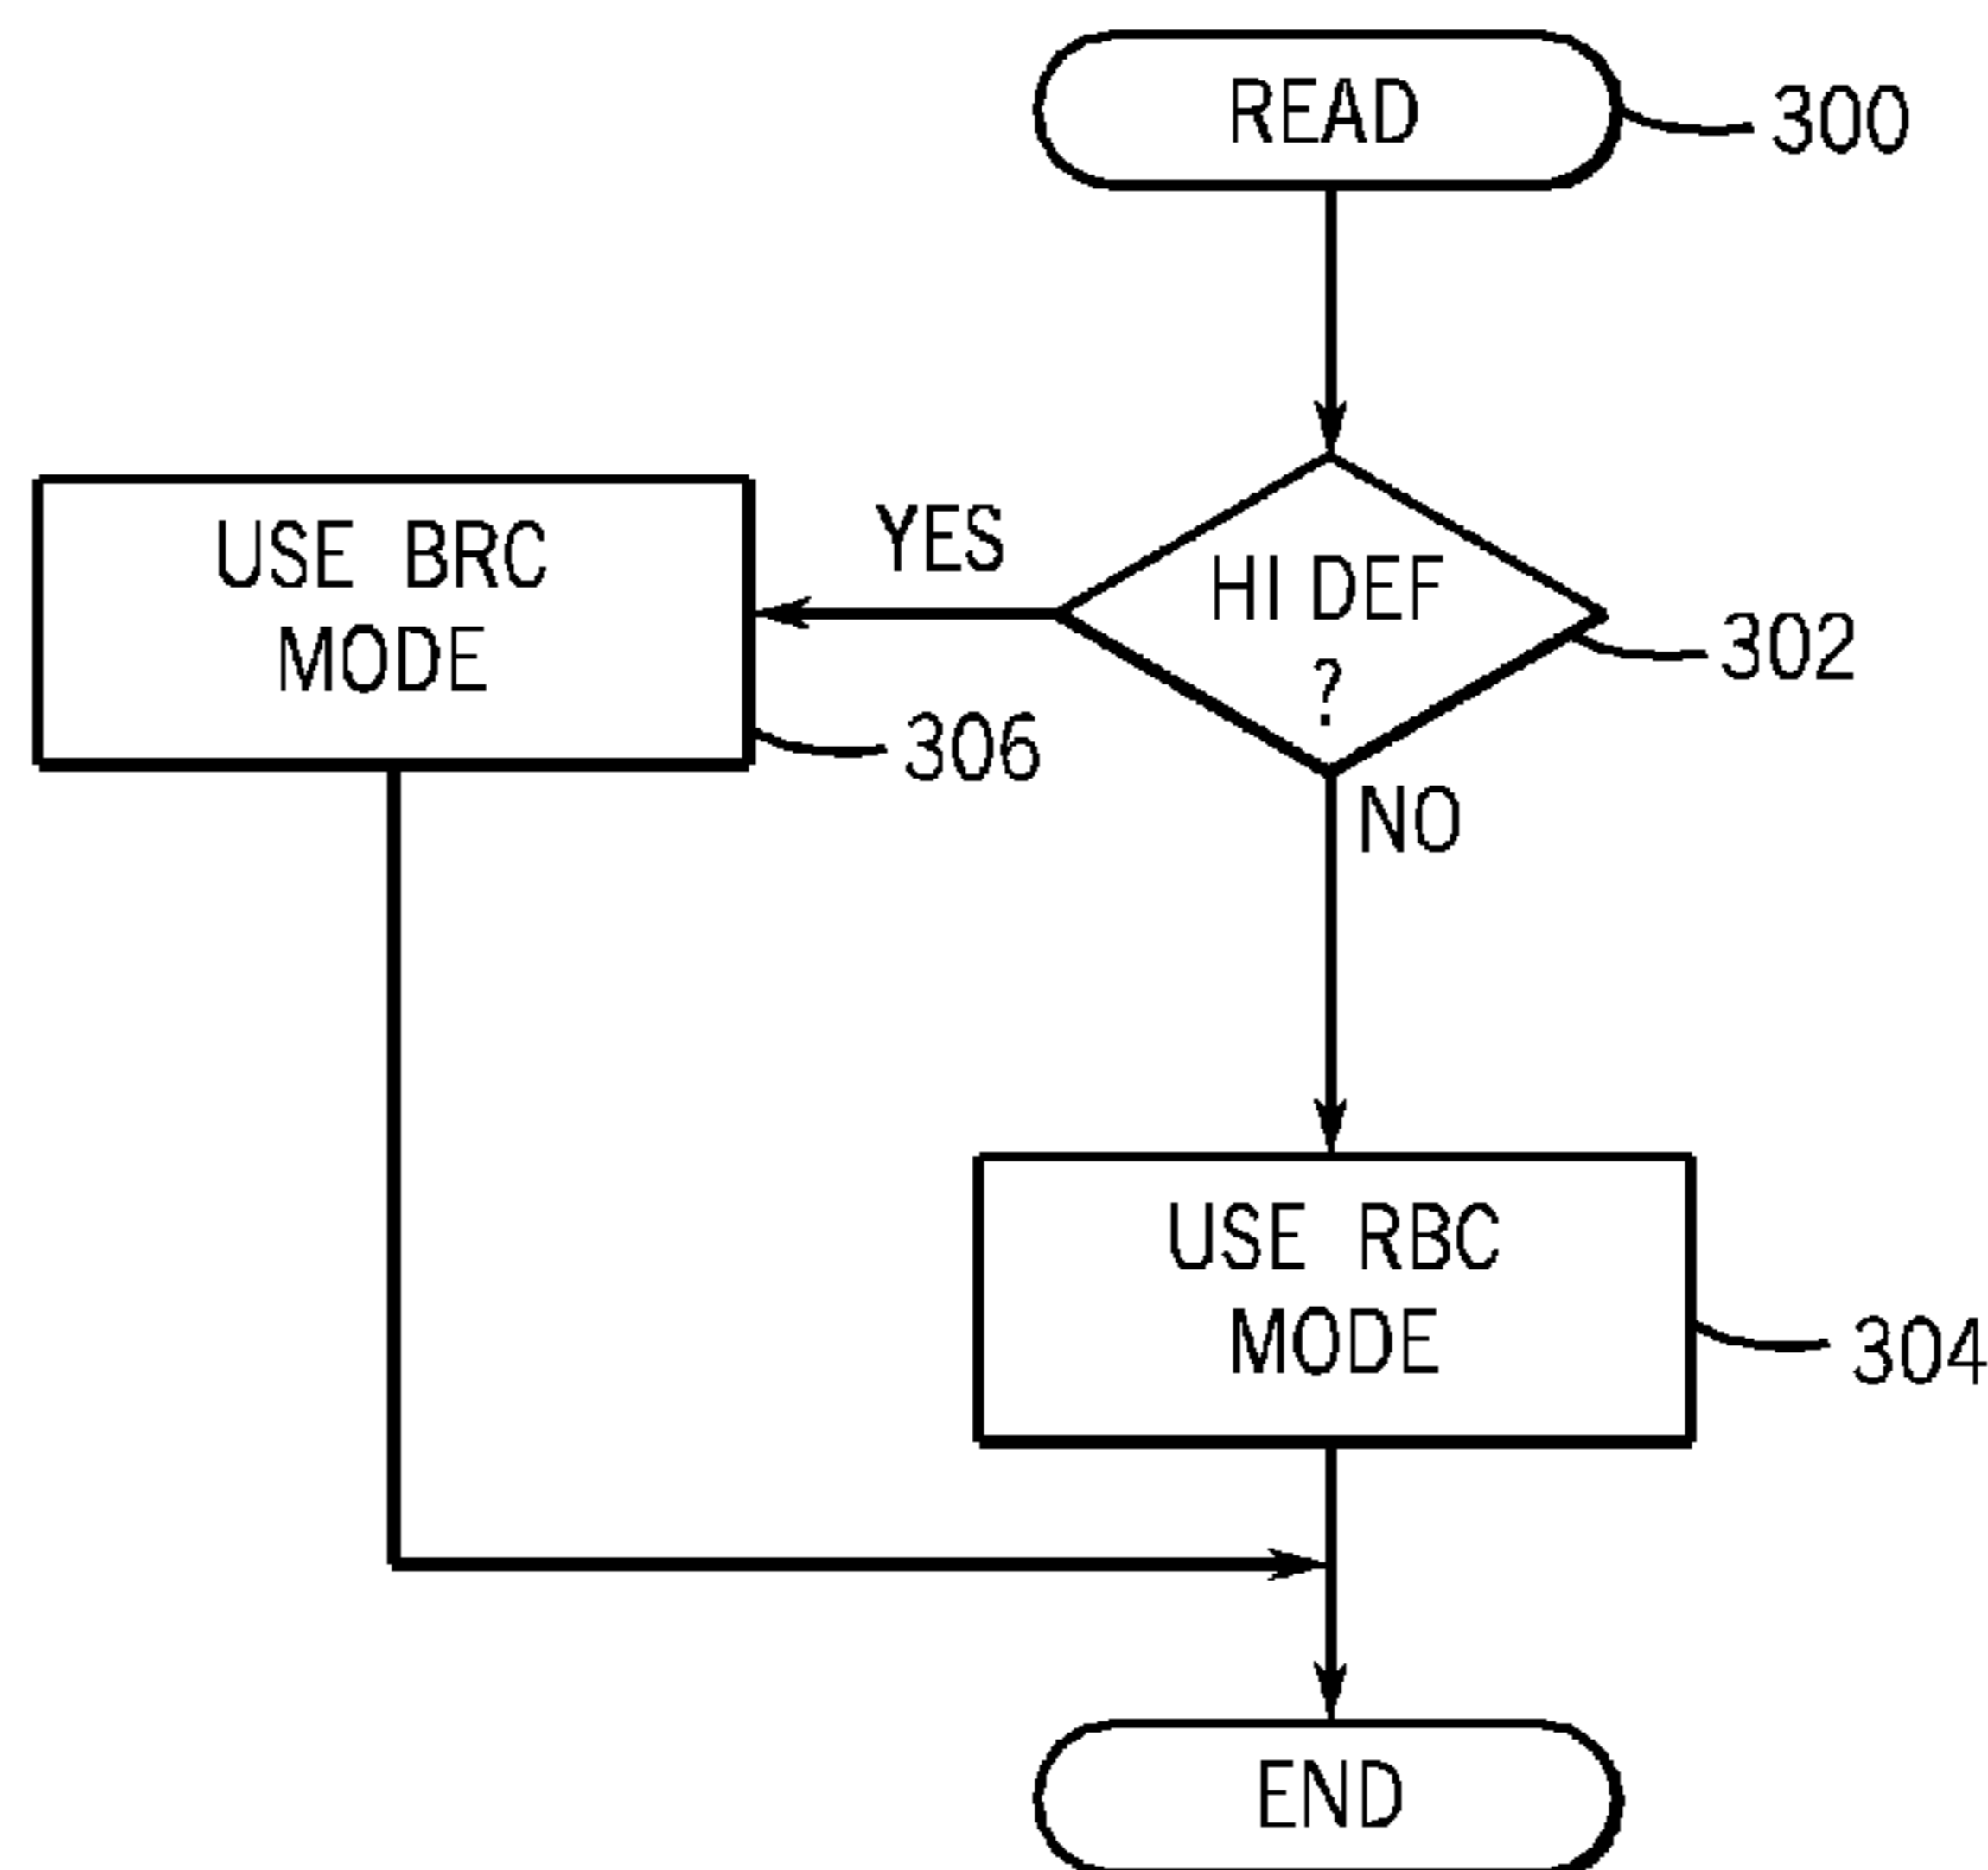 READ
300
HI DEF
?
302
YES
USE BRC
MODE
306
NO
USE RBC
MODE
304
END